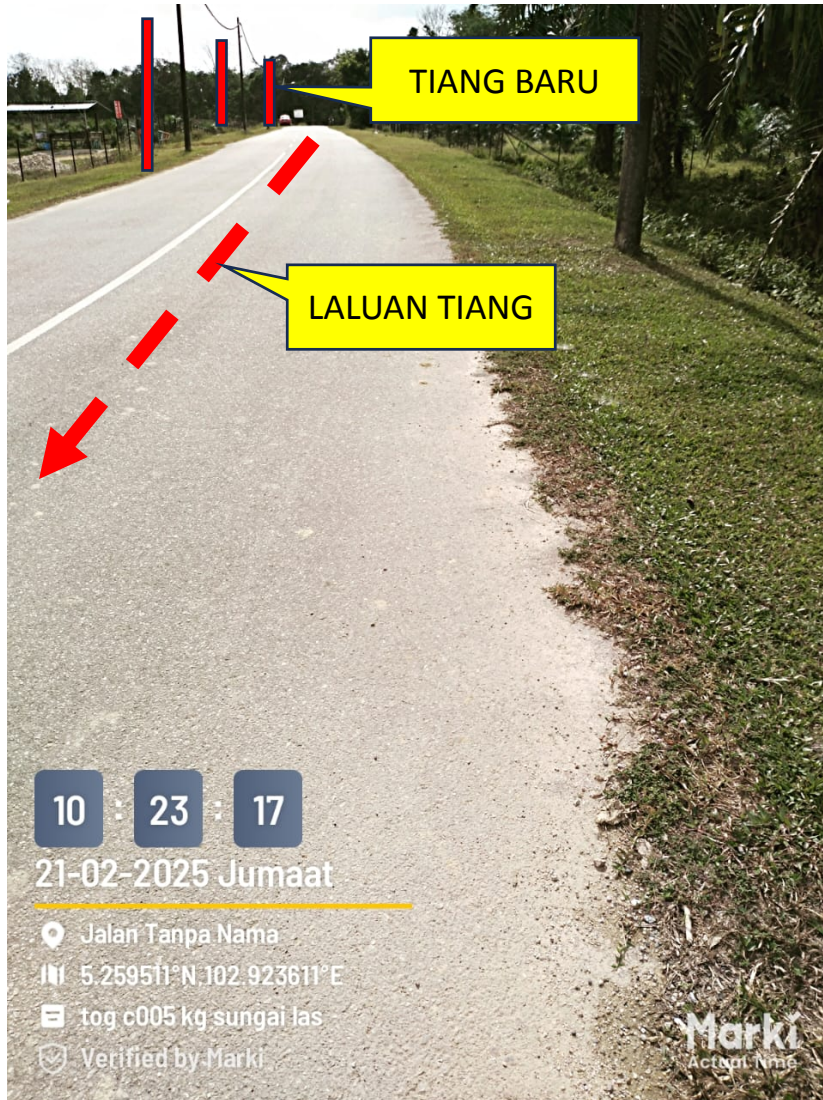 TIANG BARU
LALUAN TIANG
10 : 23 : 17
21-02-2025 Jumaat
Jalan Tanpa Nama
5.259511°N,102.923611°E
tog c005 kg sungai las
Verified by Marki
Marki
Actual Time